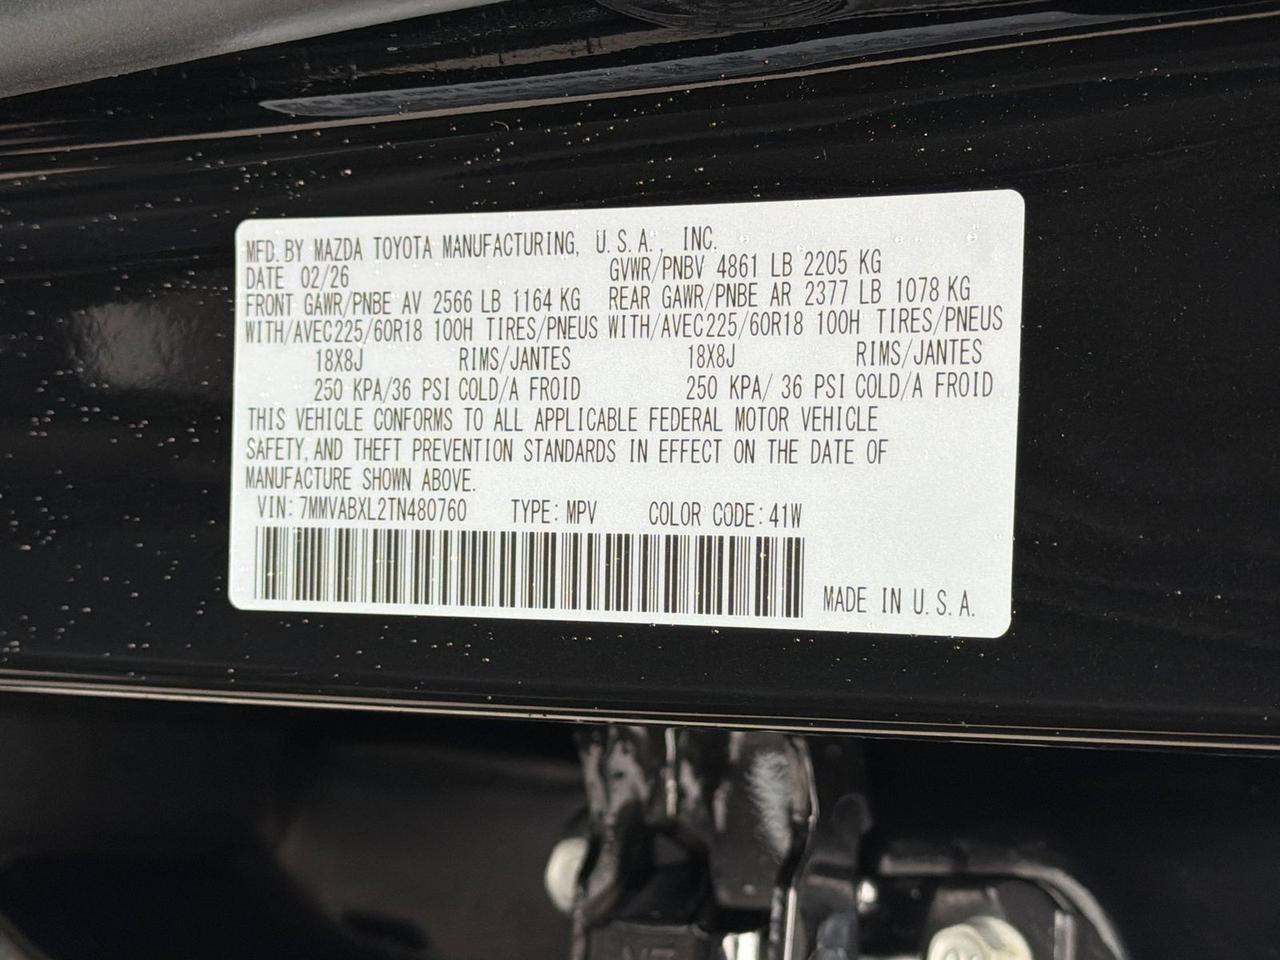 MFD. BY MAZDA TOYOTA MANUFACTURING, U.S.A., INC.
DATE 02/26 GVWR/PNBV 4861 LB 2205 KG
FRONT GAWR/PNBE AV 2566 LB 1164 KG REAR GAWR/PNBE AR 2377 LB 1078 KG
WITH/AVEC225/60R18 100H TIRES/PNEUS WITH/AVEC225/60R18 100H TIRES/PNEUS
18X8J RIMS/JANTES 18X8J RIMS/JANTES
250 KPA/36 PSI COLD/A FROID 250 KPA/ 36 PSI COLD/A FROID
THIS VEHICLE CONFORMS TO ALL APPLICABLE FEDERAL MOTOR VEHICLE
SAFETY, AND THEFT PREVENTION STANDARDS IN EFFECT ON THE DATE OF
MANUFACTURE SHOWN ABOVE.
VIN: 7MMVABXL2TN480760 TYPE: MPV COLOR CODE: 41W
MADE IN U.S.A.